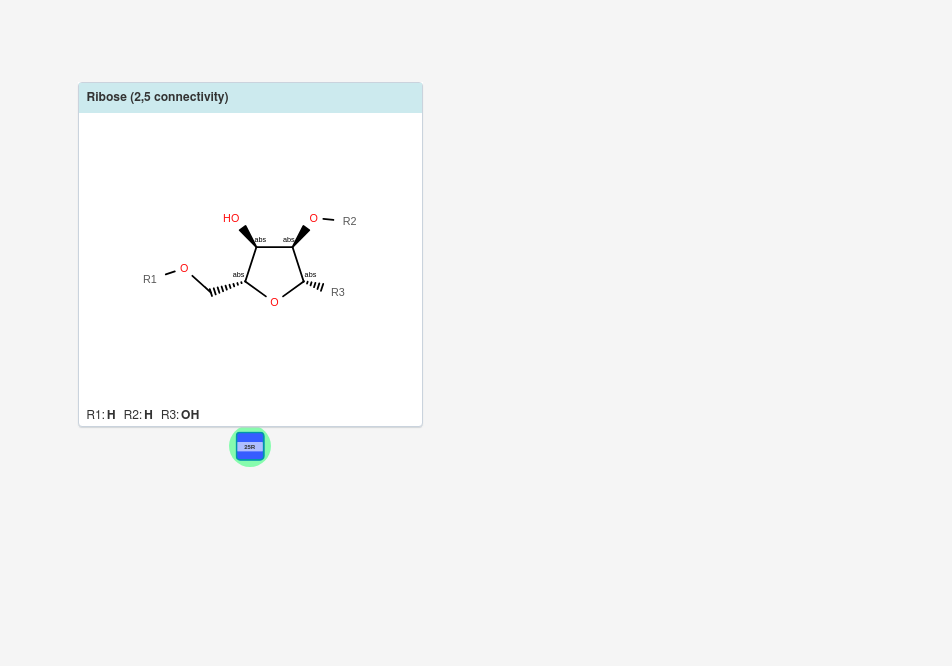 Ribose (2,5 connectivity)
HO O R2
abs abs
R1 O abs abs
O R3
R1: H R2: H R3: OH
25R